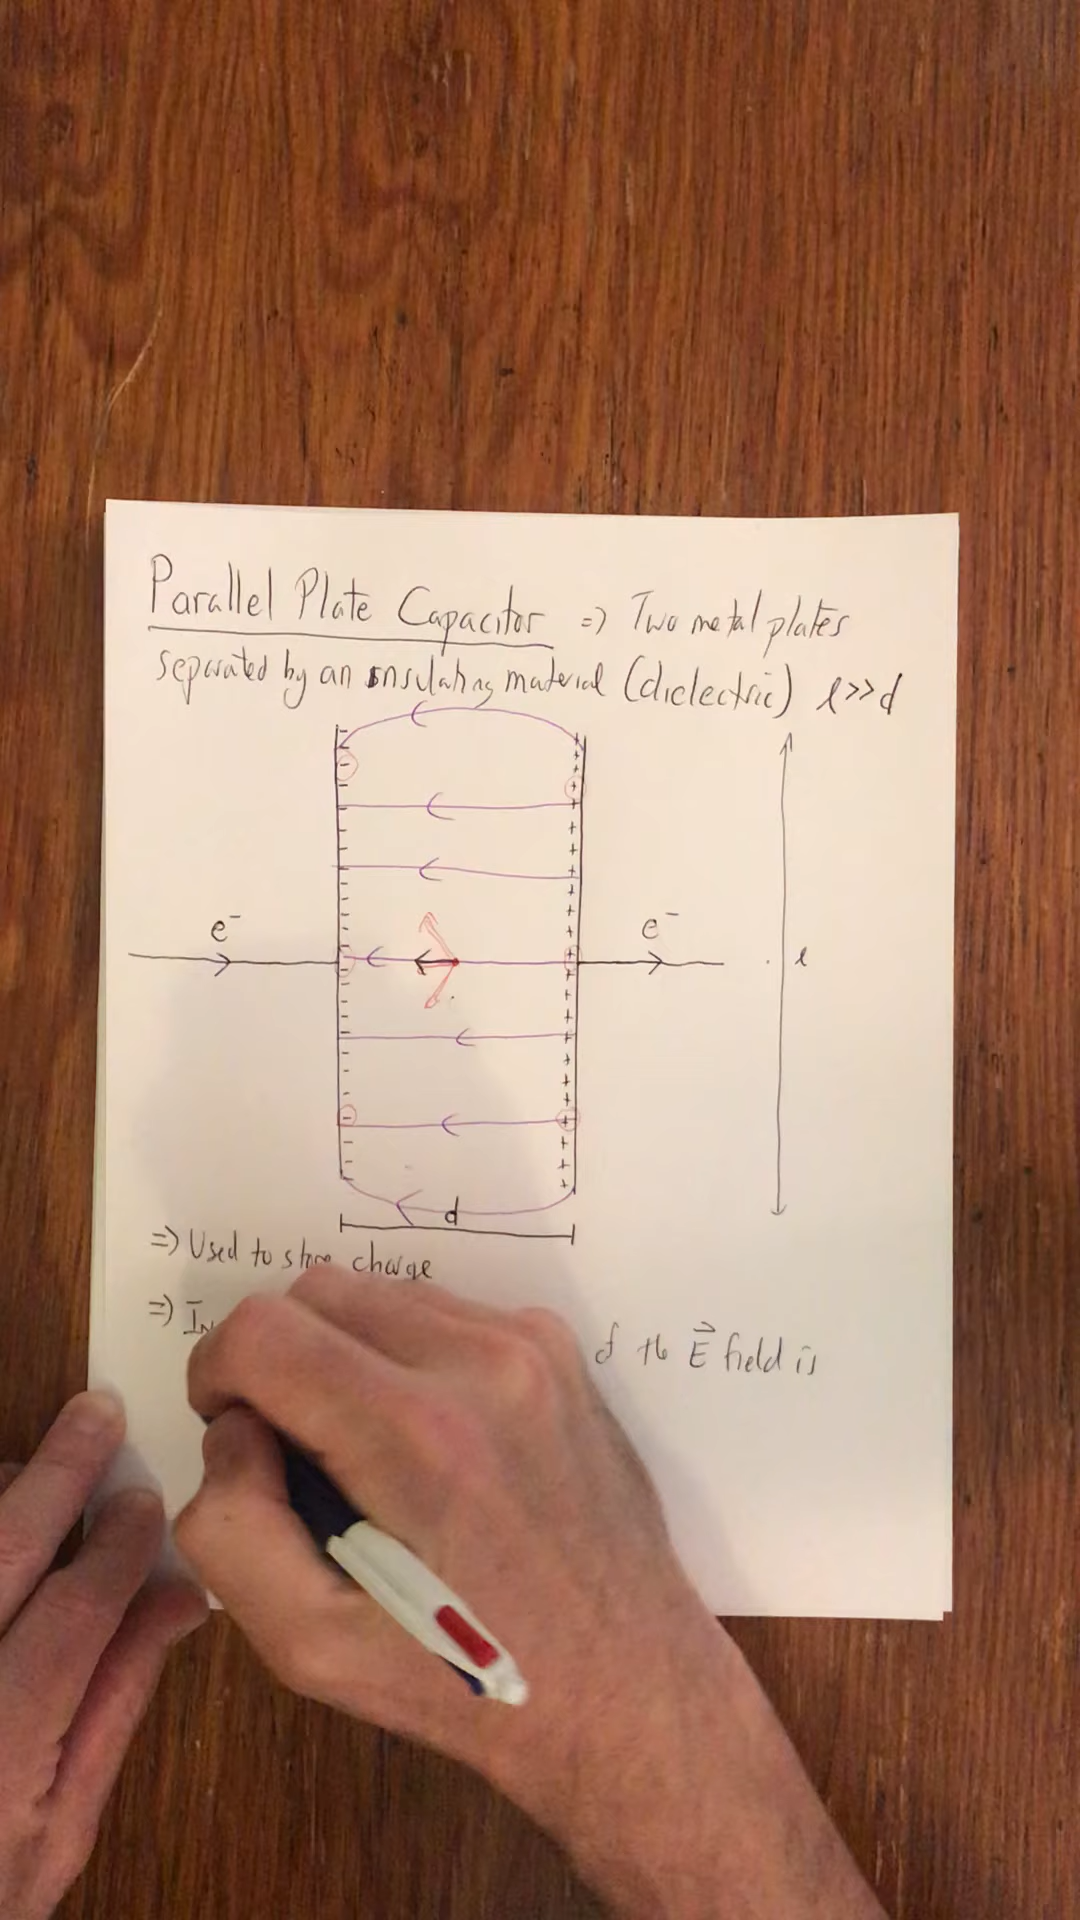 Parallel Plate Capacitor => Two metal plates
separated by an insulating material (dielectric) l>>d
e⁻
e⁻
l
d
=> Used to store charge
=> In
of the E⃗ field is